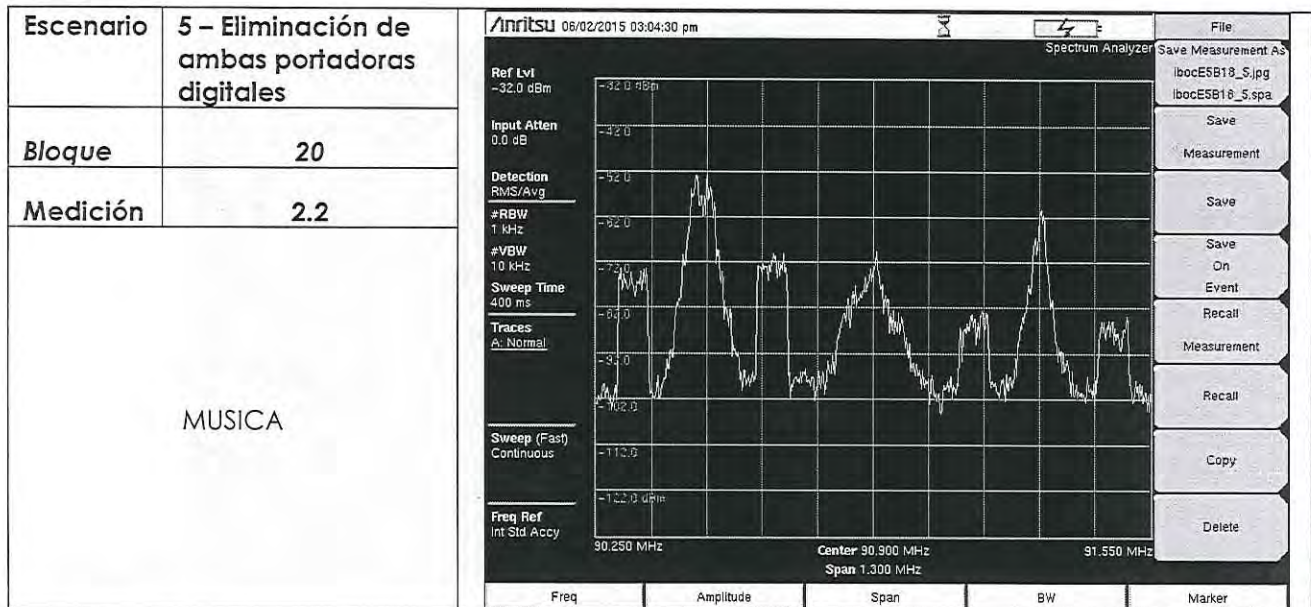 Escenario
5 – Eliminación de
ambas portadoras
digitales
Bloque
20
Medición
2.2
MUSICA
Anritsu 06/02/2015 03:04:30 pm
Spectrum Analyzer
Ref Lvl
-32.0 dBm
Input Atten
0.0 dB
Detection
RMS/Avg
#RBW
1 kHz
#VBW
10 kHz
Sweep Time
400 ms
Traces
A: Normal
Sweep (Fast)
Continuous
Freq Ref
Int Std Accy
-32.0 dBm
-42.0
-52.0
-62.0
-72.0
-82.0
-92.0
-102.0
-112.0
-122.0 dBm
90.250 MHz
Center 90.900 MHz
91.550 MHz
Span 1.300 MHz
File
Save Measurement As
ibocE5B18_S.jpg
ibocE5B18_S.spa
Save
Measurement
Save
Save
On
Event
Recall
Measurement
Recall
Copy
Delete
Freq
Amplitude
Span
BW
Marker